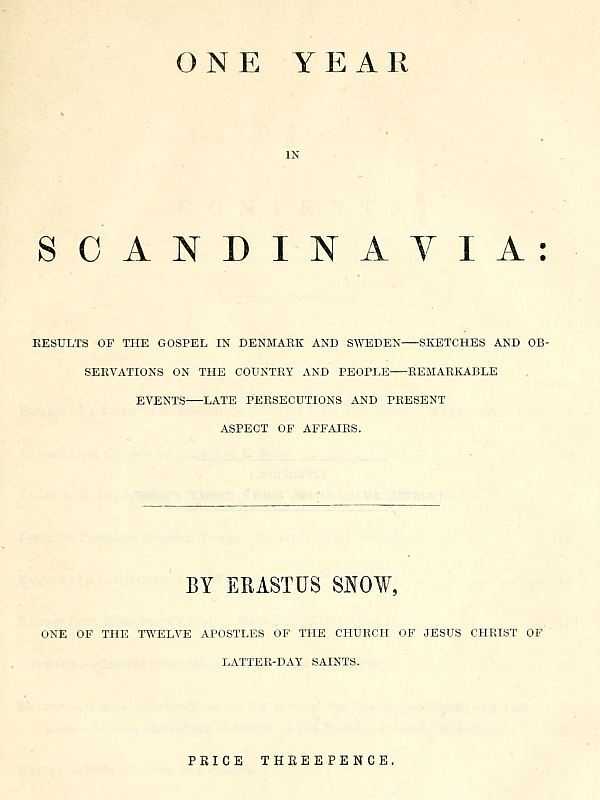 ONE YEAR
IN
SCANDINAVIA:
RESULTS OF THE GOSPEL IN DENMARK AND SWEDEN—SKETCHES AND OB-
SERVATIONS ON THE COUNTRY AND PEOPLE—REMARKABLE
EVENTS—LATE PERSECUTIONS AND PRESENT
ASPECT OF AFFAIRS.
BY ERASTUS SNOW,
ONE OF THE TWELVE APOSTLES OF THE CHURCH OF JESUS CHRIST OF
LATTER-DAY SAINTS.
PRICE THREEPENCE.